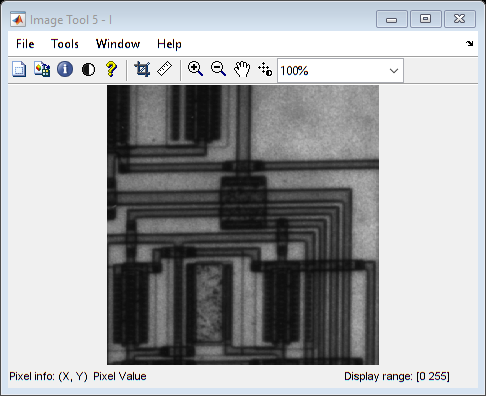 Image Tool 5 - I
File Tools Window Help
100%
Pixel info: (X, Y) Pixel Value
Display range: [0 255]